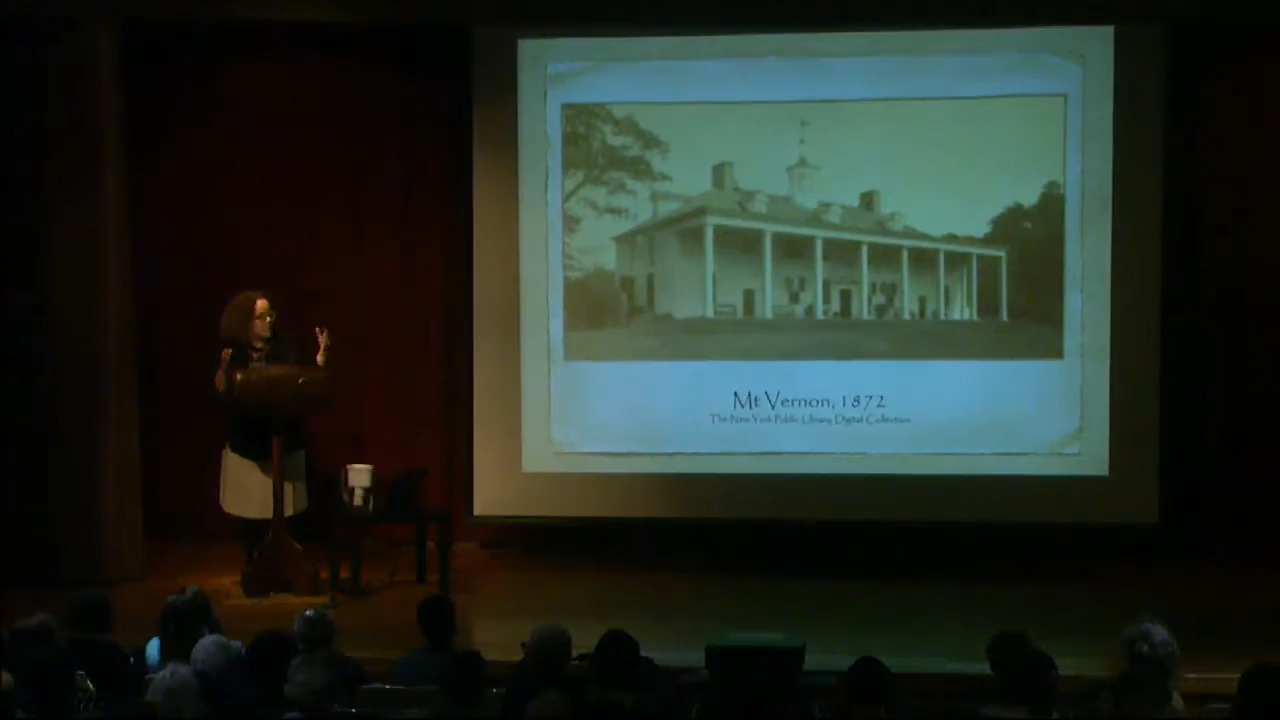 Mt Vernon, 1872
The New York Public Library Digital Collection